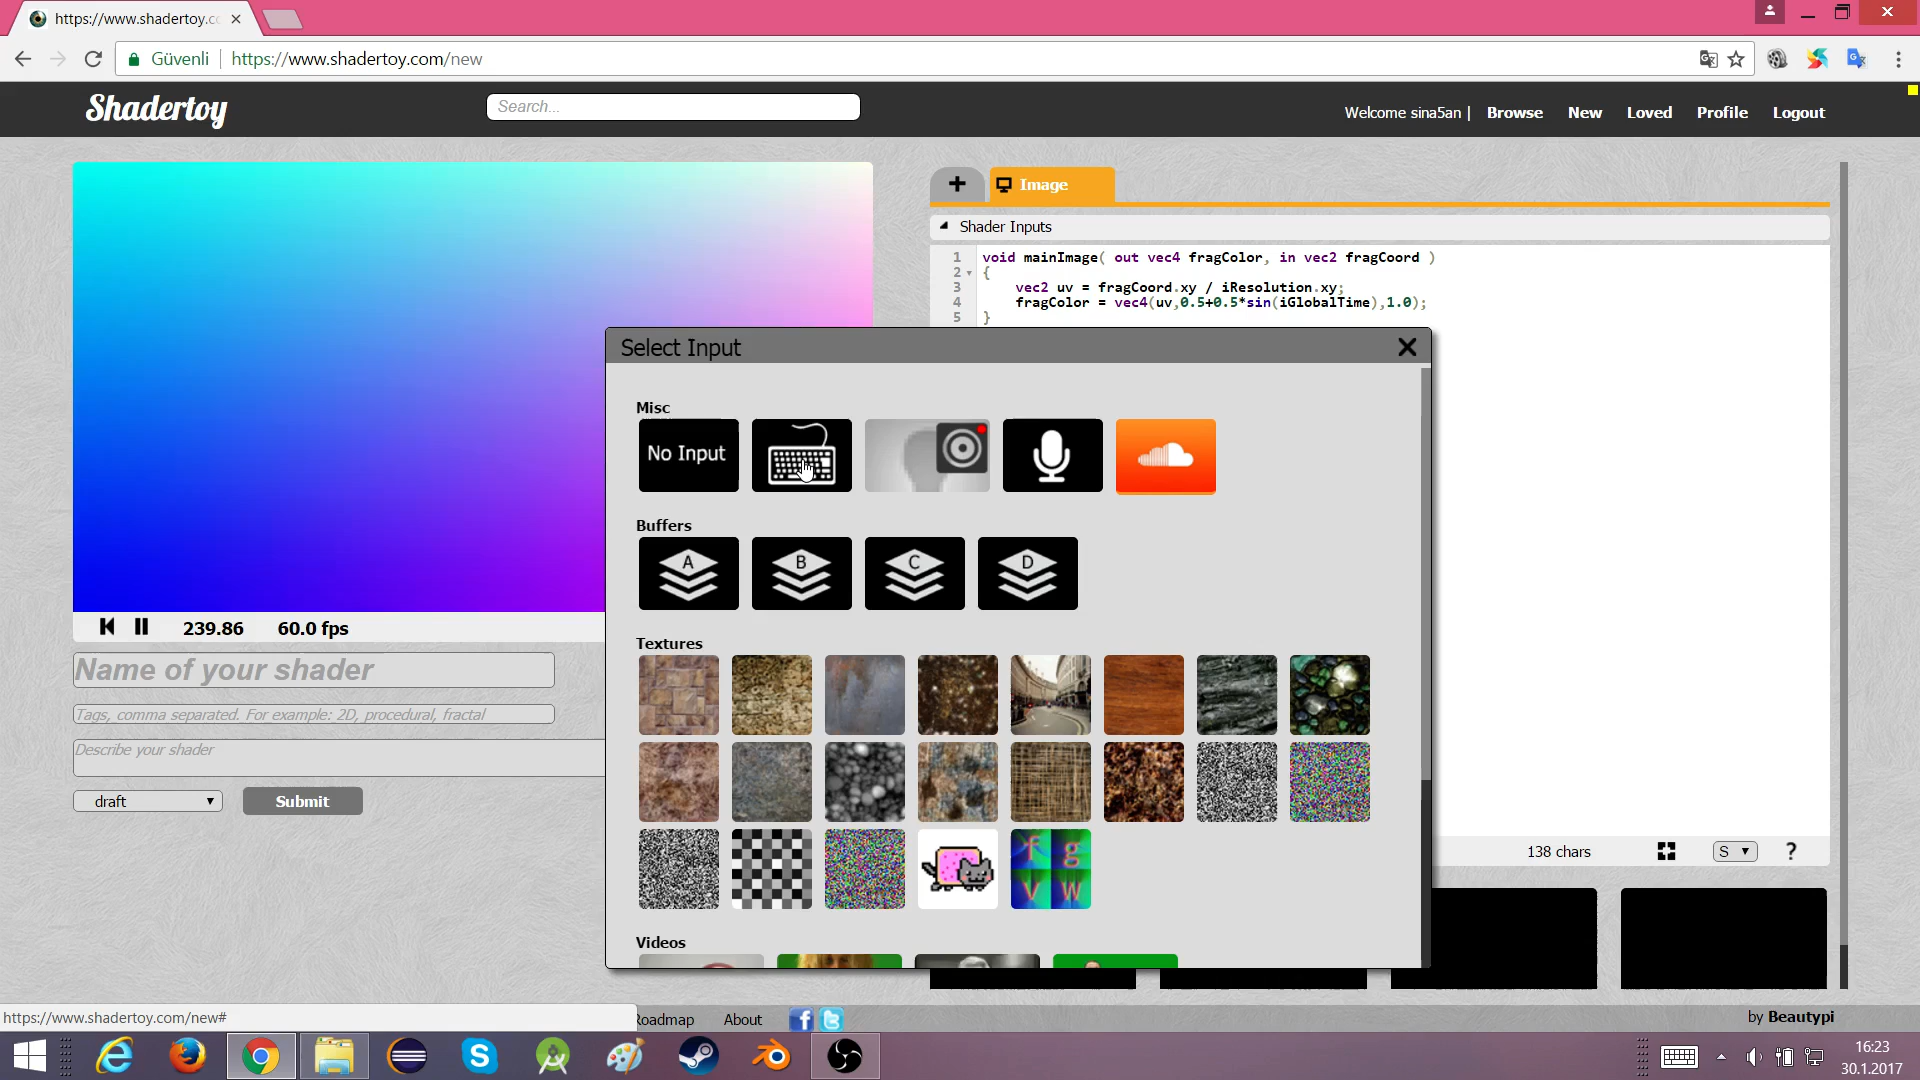 https://www.shadertoy.c
Güvenli
https://www.shadertoy.com/new
Shadertoy
Search...
Welcome sina5an |
Browse
New
Loved
Profile
Logout
Image
Shader Inputs
1 void mainImage( out vec4 fragColor, in vec2 fragCoord )
2 {
3 vec2 uv = fragCoord.xy / iResolution.xy;
4 fragColor = vec4(uv,0.5+0.5*sin(iGlobalTime),1.0);
5 }
Select Input
Misc
No Input
Buffers
A
B
C
D
Textures
f g
v w
Videos
239.86
60.0 fps
Name of your shader
Tags, comma separated. For example: 2D, procedural, fractal
Describe your shader
draft
Submit
138 chars
S
?
https://www.shadertoy.com/new#
Roadmap
About
by Beautypi
16:23
30.1.2017